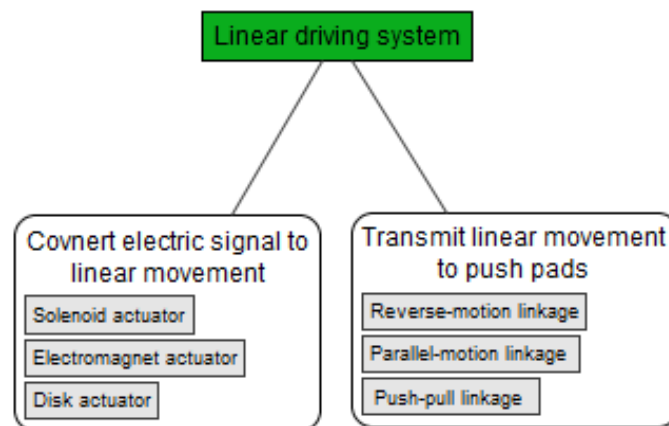 Linear driving system
Covnert electric signal to
linear movement
Solenoid actuator
Electromagnet actuator
Disk actuator
Transmit linear movement
to push pads
Reverse-motion linkage
Parallel-motion linkage
Push-pull linkage